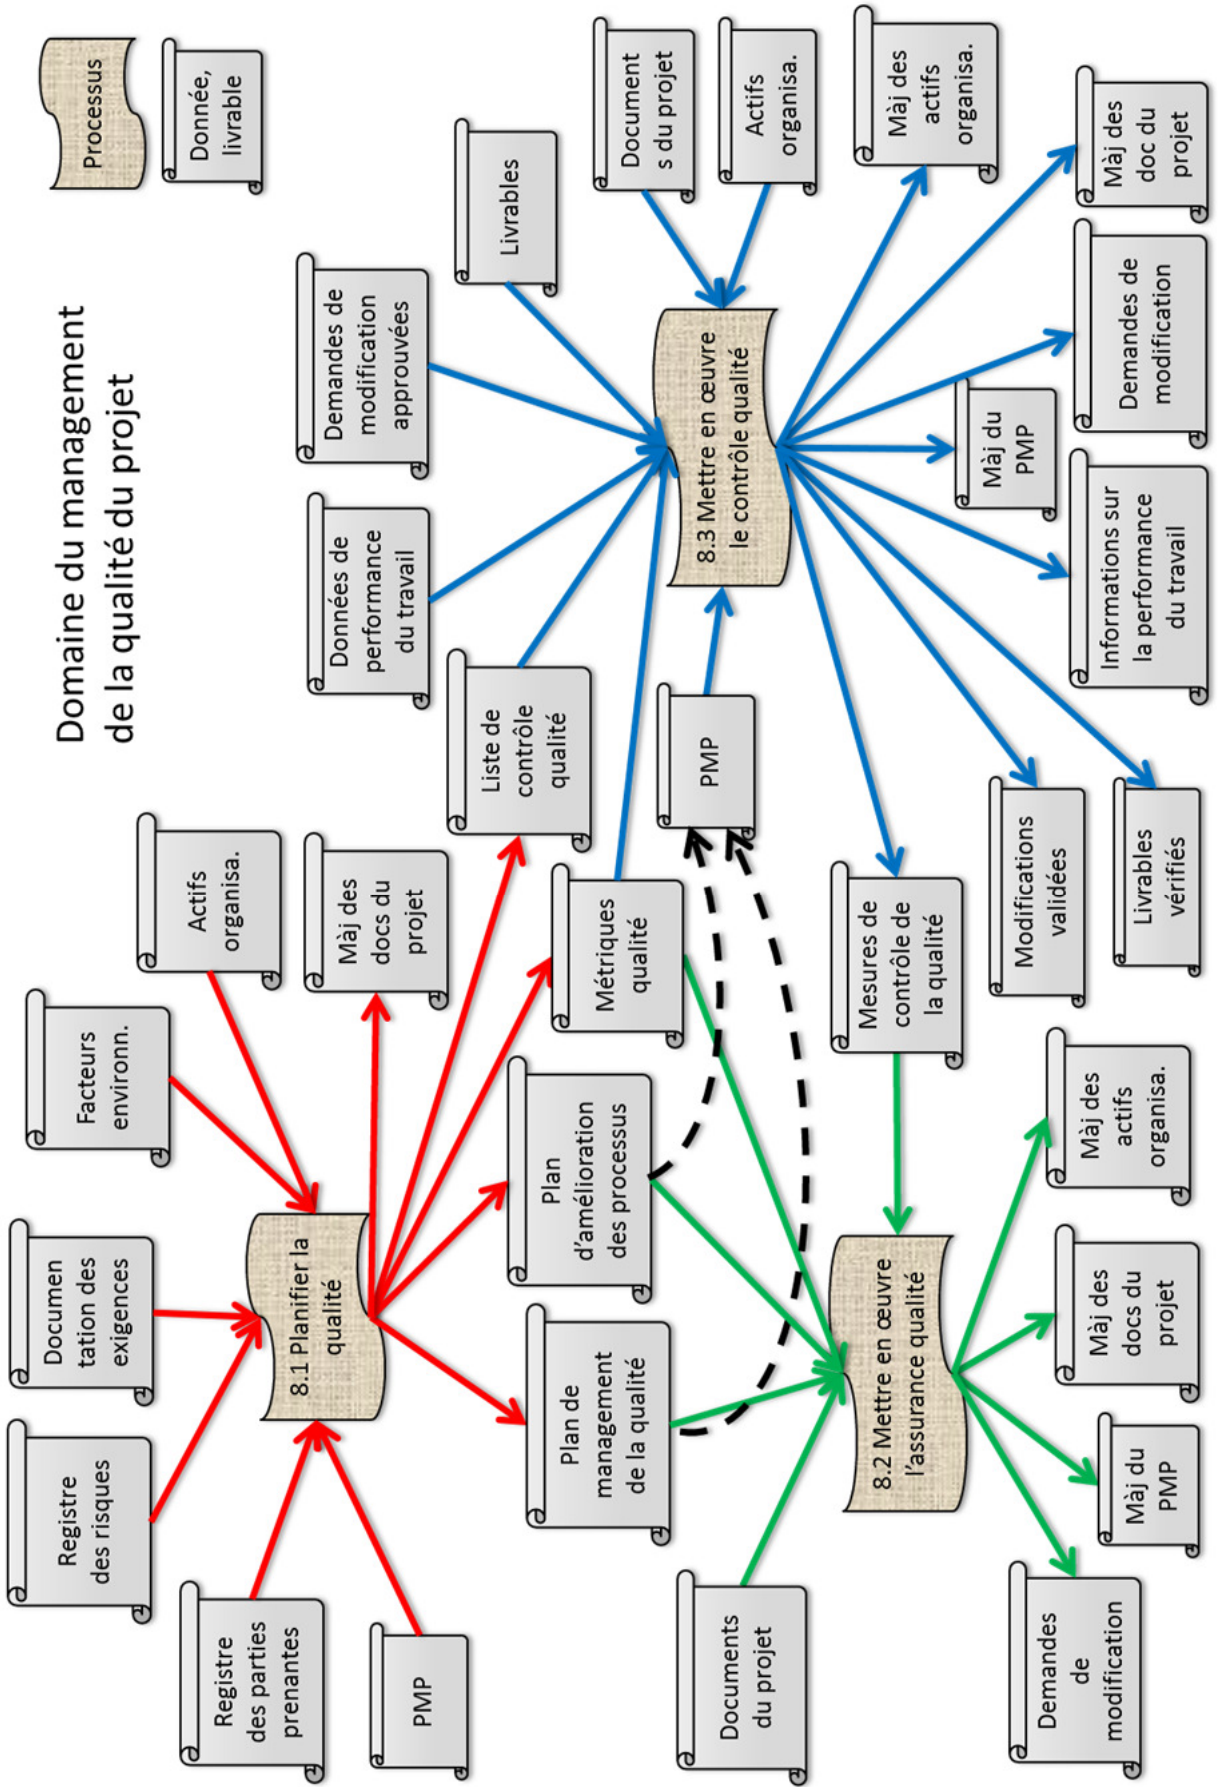 Domaine du management
de la qualité du projet
Processus
Donnée,
livrable
Registre
des parties
prenantes
PMP
Registre
des risques
Documen
tation des
exigences
Facteurs
environn.
Actifs
organisa.
8.1 Planifier la
qualité
Màj des
docs du
projet
Liste de
contrôle
qualité
Métriques
qualité
Plan
d'amélioration
des processus
Plan de
management
de la qualité
Documents
du projet
8.2 Mettre en œuvre
l'assurance qualité
Demandes
de
modification
Màj du
PMP
Màj des
docs du
projet
Màj des
actifs
organisa.
Mesures de
contrôle de
la qualité
PMP
Données de
performance
du travail
Demandes de
modification
approuvées
Livrables
Document
s du projet
Actifs
organisa.
8.3 Mettre en œuvre
le contrôle qualité
Màj des
actifs
organisa.
Màj des
doc du
projet
Demandes de
modification
Màj du
PMP
Informations sur
la performance
du travail
Modifications
validées
Livrables
vérifiés